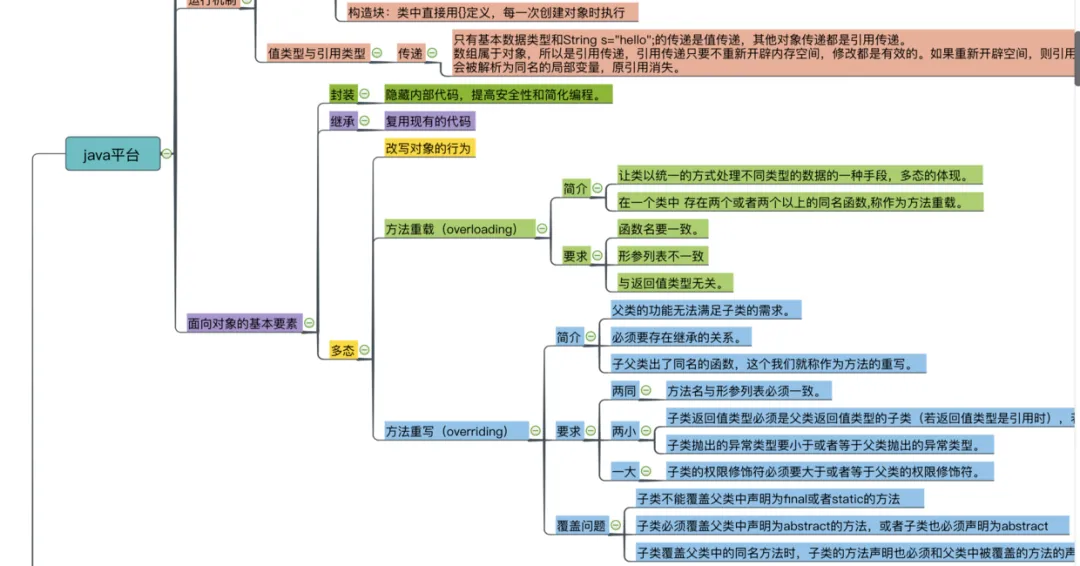 运行机制
构造块：类中直接用{}定义，每一次创建对象时执行
值类型与引用类型
传递
只有基本数据类型和String s="hello";的传递是值传递，其他对象传递都是引用传递。
数组属于对象，所以是引用传递，引用传递只要不重新开辟内存空间，修改都是有效的。如果重新开辟空间，则引用
会被解析为同名的局部变量，原引用消失。
java平台
面向对象的基本要素
封装
隐藏内部代码，提高安全性和简化编程。
继承
复用现有的代码
多态
改写对象的行为
方法重载（overloading）
简介
让类以统一的方式处理不同类型的数据的一种手段，多态的体现。
在一个类中 存在两个或者两个以上的同名函数,称作为方法重载。
要求
函数名要一致。
形参列表不一致
与返回值类型无关。
方法重写（overriding）
简介
父类的功能无法满足子类的需求。
必须要存在继承的关系。
子父类出了同名的函数，这个我们就称作为方法的重写。
要求
两同
方法名与形参列表必须一致。
两小
子类返回值类型必须是父类返回值类型的子类（若返回值类型是引用时），
子类抛出的异常类型要小于或者等于父类抛出的异常类型。
一大
子类的权限修饰符必须要大于或者等于父类的权限修饰符。
覆盖问题
子类不能覆盖父类中声明为final或者static的方法
子类必须覆盖父类中声明为abstract的方法，或者子类也必须声明为abstract
子类覆盖父类中的同名方法时，子类的方法声明也必须和父类中被覆盖的方法的声